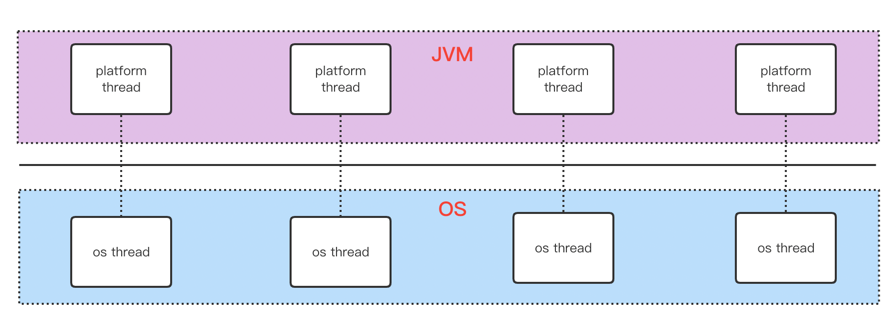 JVM
platform
thread
platform
thread
platform
thread
platform
thread
OS
os thread
os thread
os thread
os thread